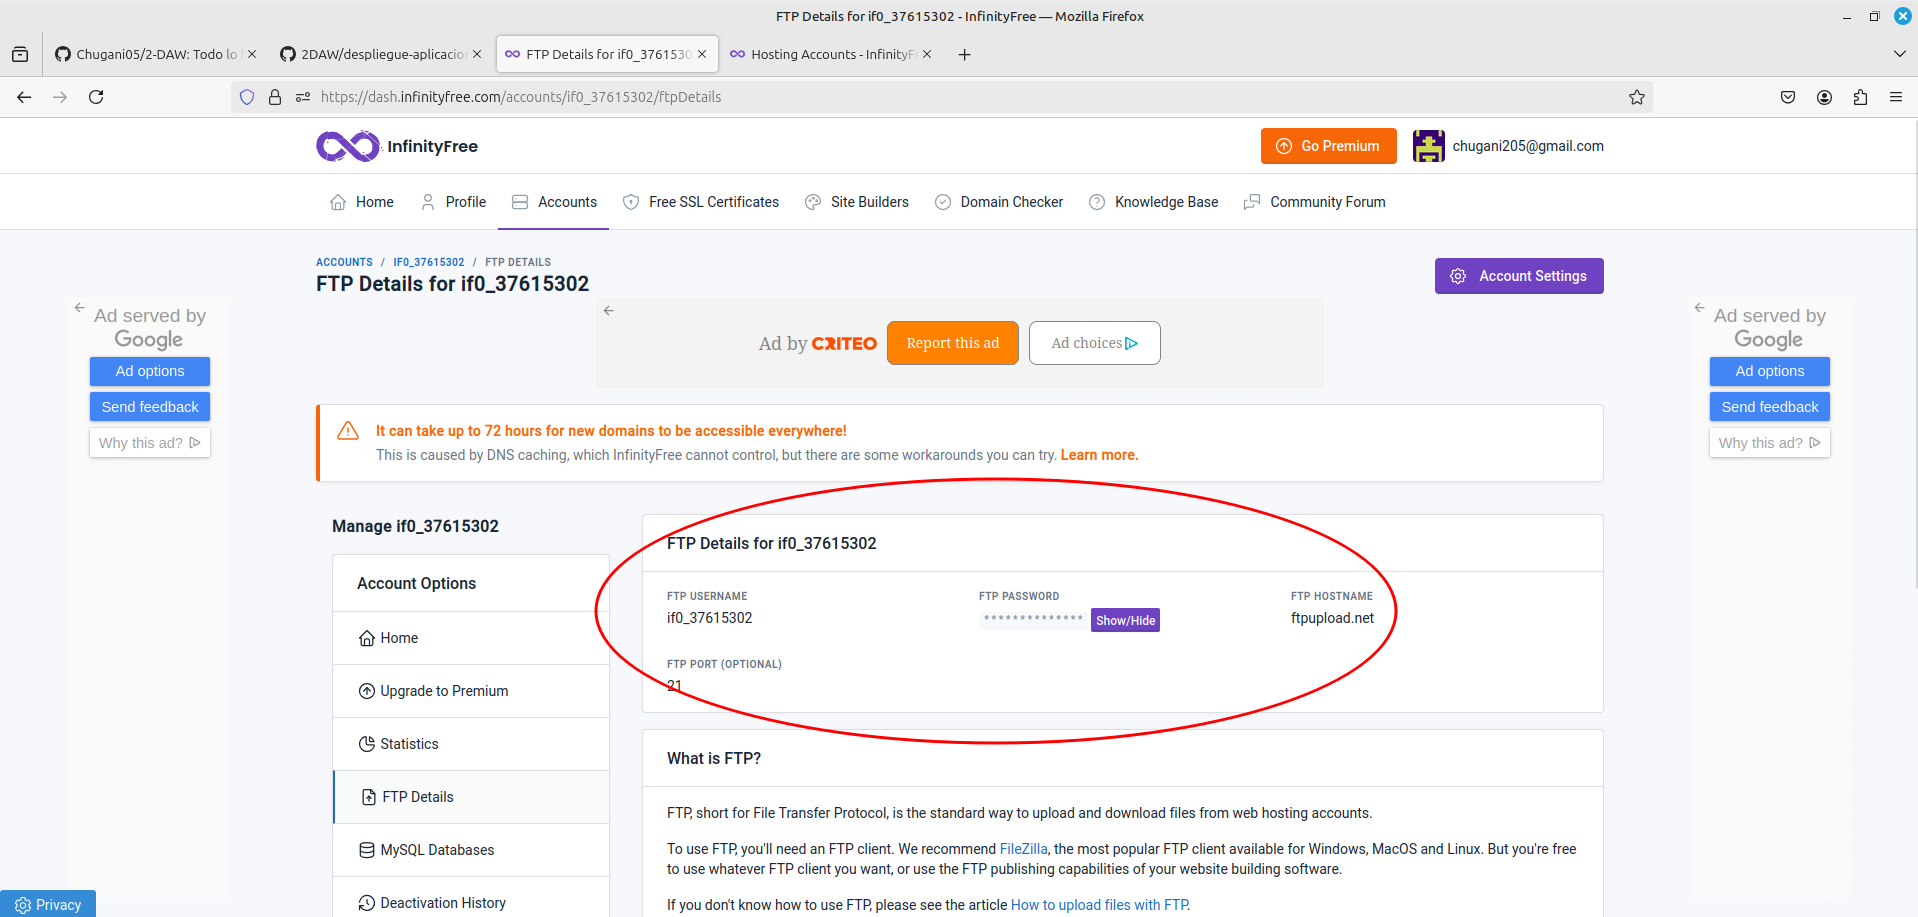 FTP Details for if0_37615302 - InfinityFree — Mozilla Firefox
Chugani05/2-DAW: Todo lo
2DAW/despliegue-aplicacion
FTP Details for if0_3761530
Hosting Accounts - InfinityFr
https://dash.infinityfree.com/accounts/if0_37615302/ftpDetails
InfinityFree
Go Premium
chugani205@gmail.com
Home
Profile
Accounts
Free SSL Certificates
Site Builders
Domain Checker
Knowledge Base
Community Forum
ACCOUNTS / IF0_37615302 / FTP DETAILS
FTP Details for if0_37615302
Account Settings
Ad served by
Google
Ad options
Send feedback
Why this ad?
Ad by CRITEO
Report this ad
Ad choices
Ad served by
Google
Ad options
Send feedback
Why this ad?
It can take up to 72 hours for new domains to be accessible everywhere!
This is caused by DNS caching, which InfinityFree cannot control, but there are some workarounds you can try. Learn more.
Manage if0_37615302
Account Options
Home
Upgrade to Premium
Statistics
FTP Details
MySQL Databases
Deactivation History
FTP Details for if0_37615302
FTP USERNAME
if0_37615302
FTP PASSWORD
**************
Show/Hide
FTP HOSTNAME
ftpupload.net
FTP PORT (OPTIONAL)
21
What is FTP?
FTP, short for File Transfer Protocol, is the standard way to upload and download files from web hosting accounts.
To use FTP, you'll need an FTP client. We recommend FileZilla, the most popular FTP client available for Windows, MacOS and Linux. But you're free
to use whatever FTP client you want, or use the FTP publishing capabilities of your website building software.
If you don't know how to use FTP, please see the article How to upload files with FTP.
Privacy